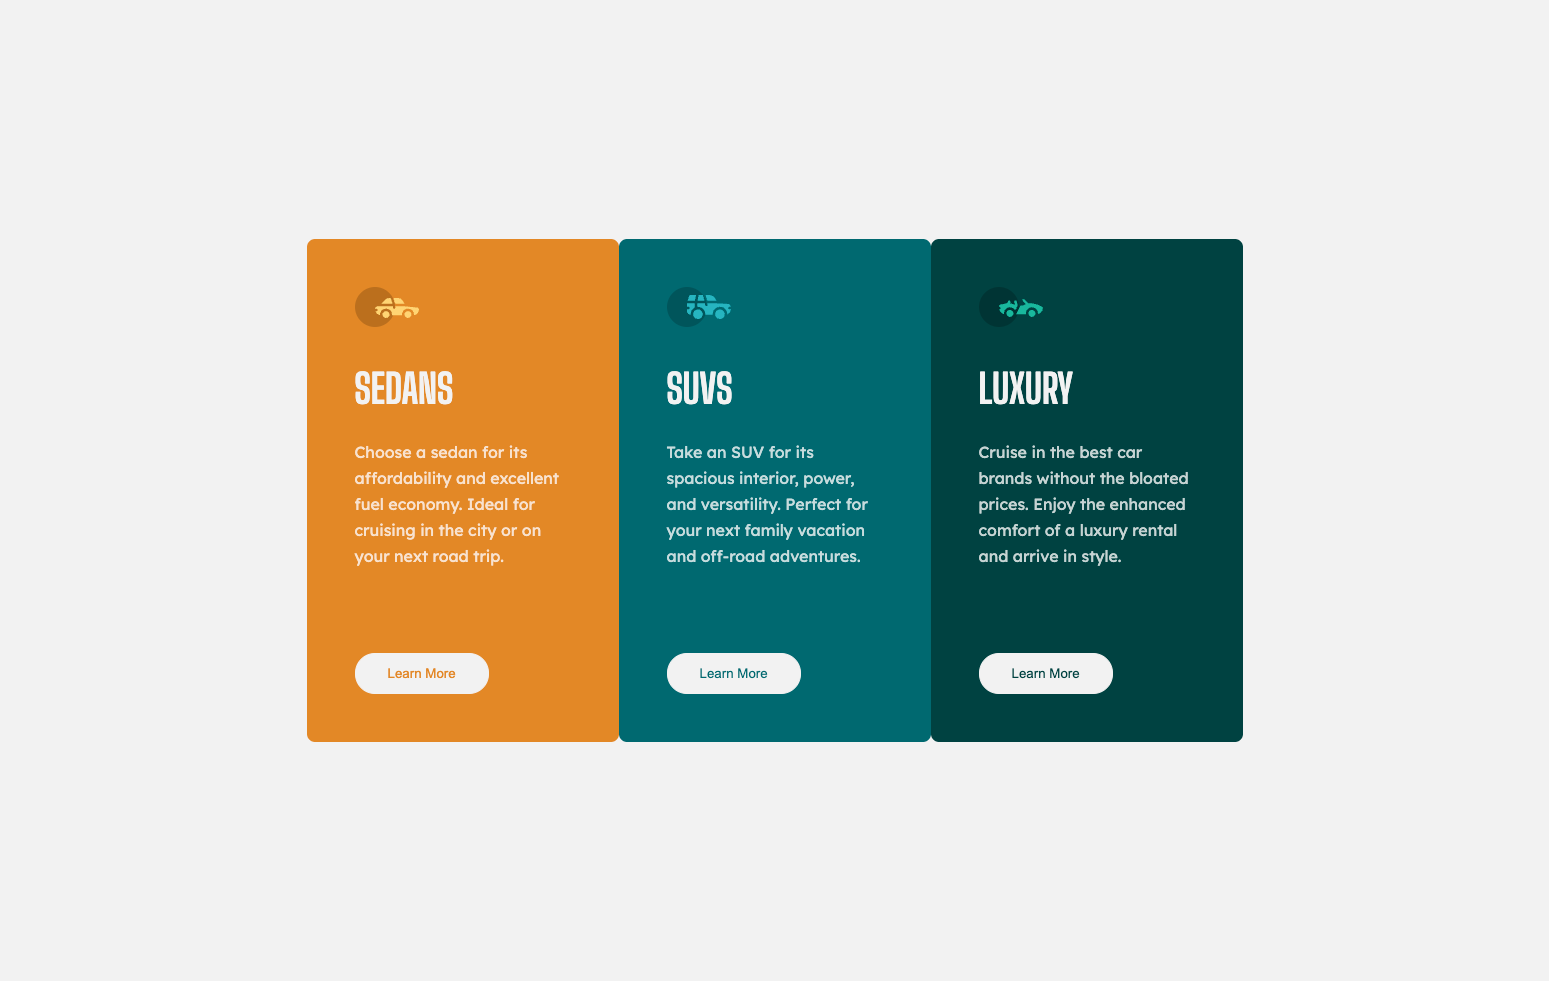 SEDANS
Choose a sedan for its
affordability and excellent
fuel economy. Ideal for
cruising in the city or on
your next road trip.
Learn More
SUVS
Take an SUV for its
spacious interior, power,
and versatility. Perfect for
your next family vacation
and off-road adventures.
Learn More
LUXURY
Cruise in the best car
brands without the bloated
prices. Enjoy the enhanced
comfort of a luxury rental
and arrive in style.
Learn More